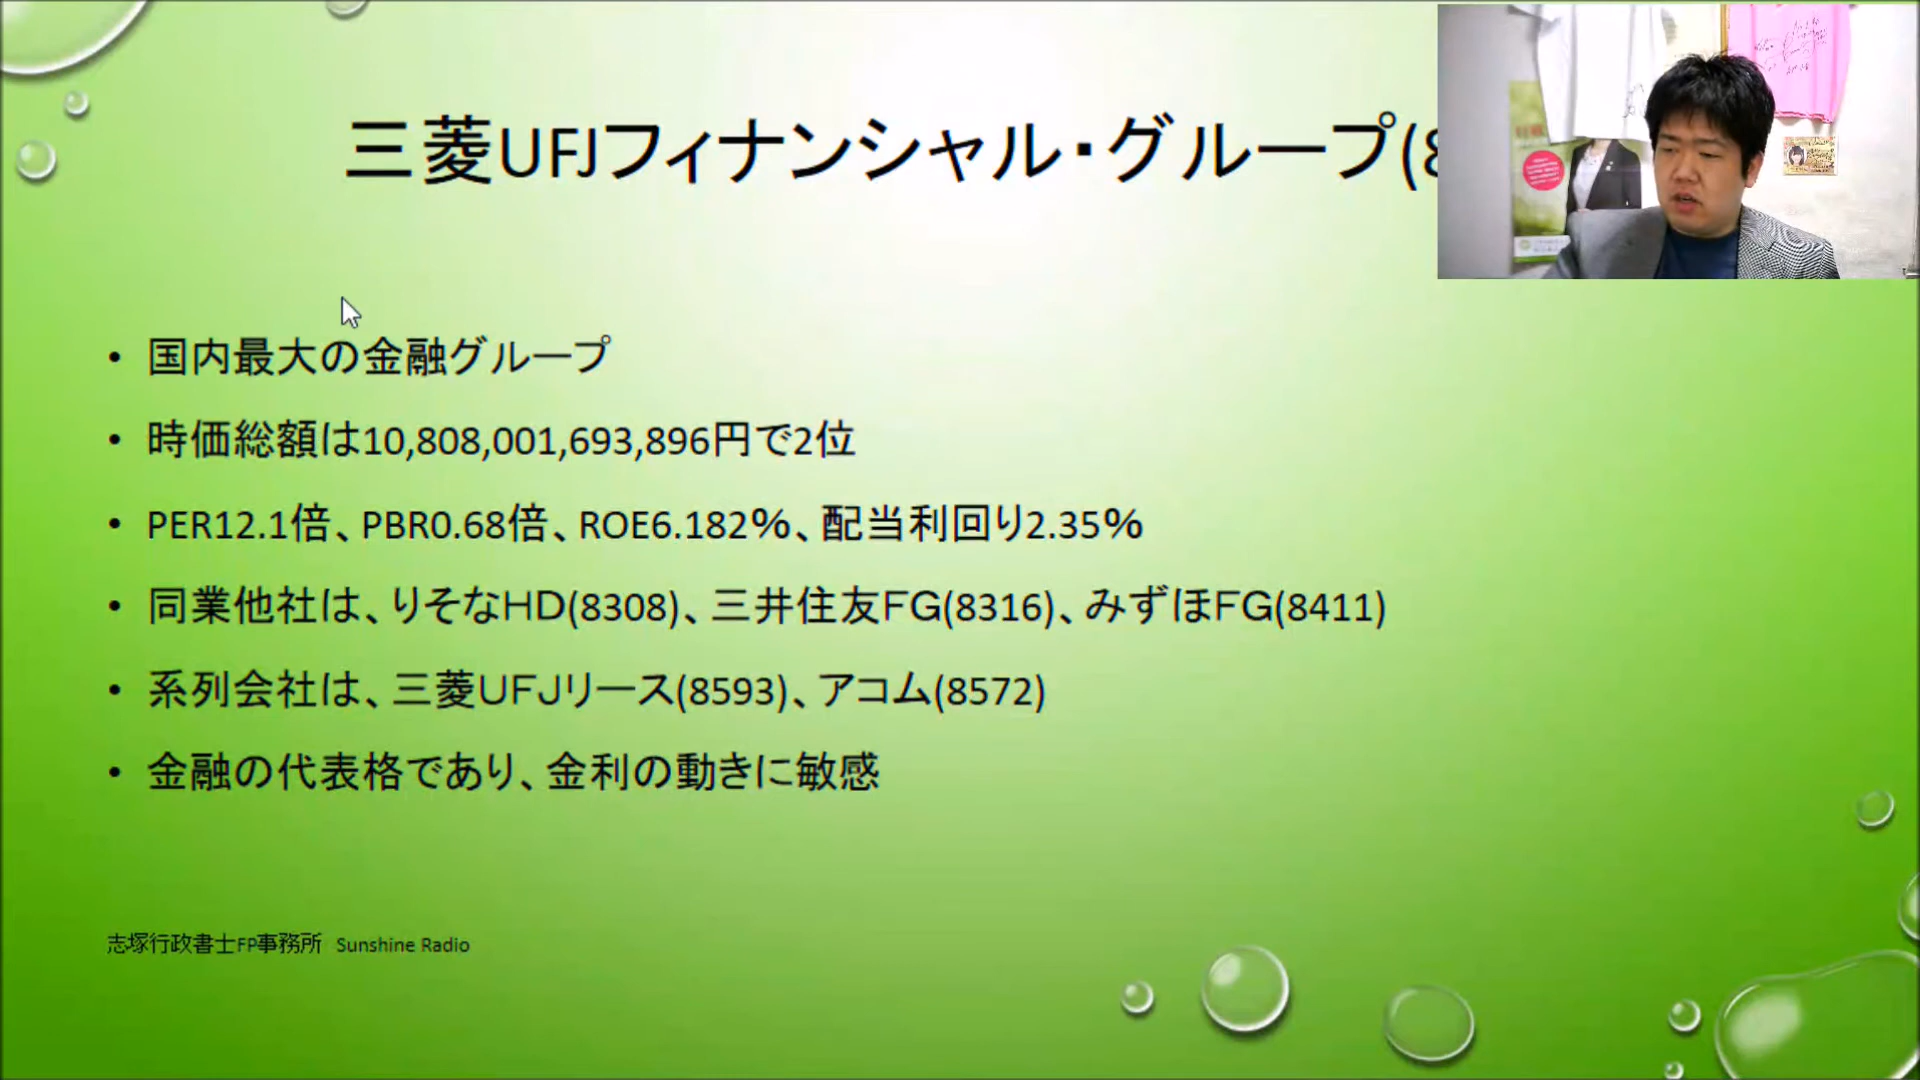 三菱UFJフィナンシャル・グループ(8
・ 国内最大の金融グループ
・ 時価総額は10,808,001,693,896円で2位
・ PER12.1倍、PBR0.68倍、ROE6.182%、配当利回り2.35%
・ 同業他社は、りそなHD(8308)、三井住友FG(8316)、みずほFG(8411)
・ 系列会社は、三菱UFJリース(8593)、アコム(8572)
・ 金融の代表格であり、金利の動きに敏感
志塚行政書士FP事務所 Sunshine Radio